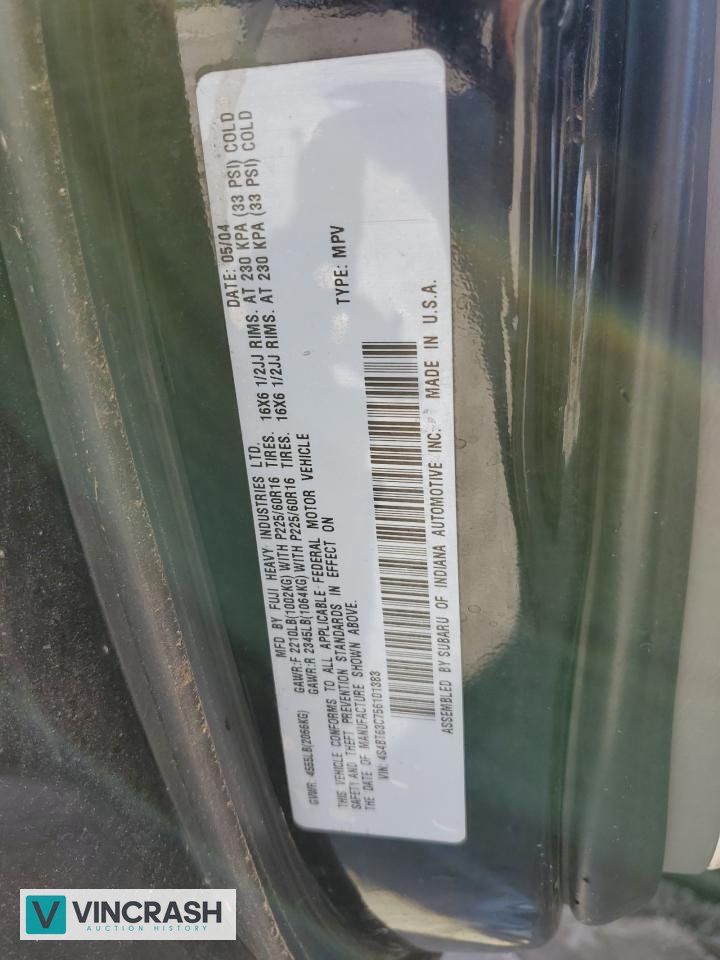 MFD BY FUJI HEAVY INDUSTRIES LTD. DATE: 05/04
GVWR: 4555LB(2066KG) GAWR:F 2210LB(1002KG) WITH P225/60R16 TIRES. 16X6 1/2JJ RIMS. AT 230 KPA (33 PSI) COLD
GAWR:R 2345LB(1064KG) WITH P225/60R16 TIRES. 16X6 1/2JJ RIMS. AT 230 KPA (33 PSI) COLD
THIS VEHICLE CONFORMS TO ALL APPLICABLE FEDERAL MOTOR VEHICLE
SAFETY AND THEFT PREVENTION STANDARDS IN EFFECT ON
THE DATE OF MANUFACTURE SHOWN ABOVE.
VIN: 4S4BT63C756101383 TYPE: MPV
ASSEMBLED BY SUBARU OF INDIANA AUTOMOTIVE INC. MADE IN U.S.A.
V VINCRASH
AUCTION HISTORY